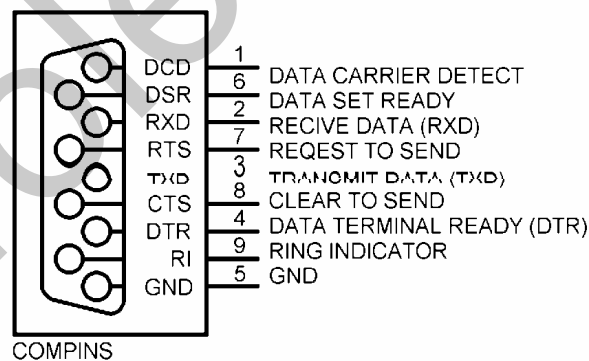 DCD 1 DATA CARRIER DETECT
DSR 6 DATA SET READY
RXD 2 RECIVE DATA (RXD)
RTS 7 REQEST TO SEND
TXD 3 TRANSMIT DATA (TXD)
CTS 8 CLEAR TO SEND
DTR 4 DATA TERMINAL READY (DTR)
RI 9 RING INDICATOR
GND 5 GND
COMPINS